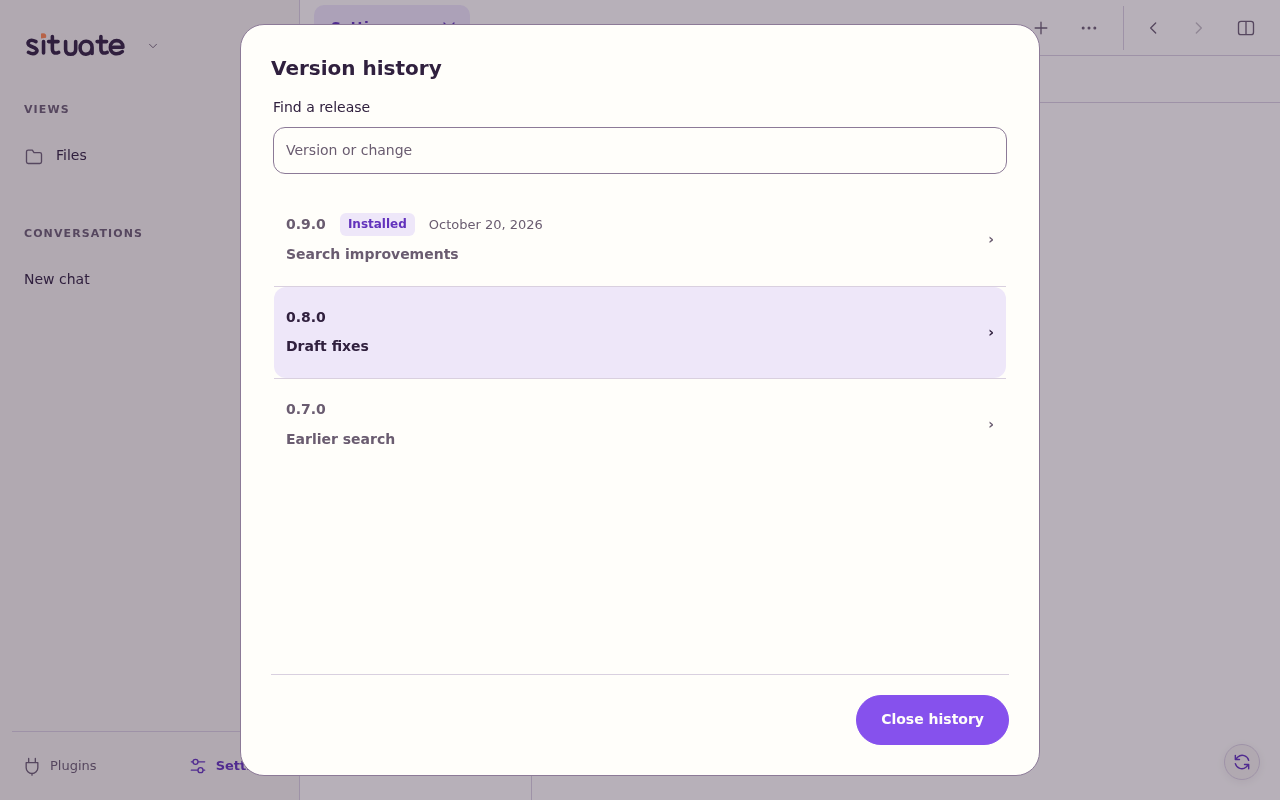 situate
VIEWS
Files
CONVERSATIONS
New chat
Plugins
Version history
Find a release
Version or change
0.9.0 Installed October 20, 2026
Search improvements
›
0.8.0
Draft fixes
›
0.7.0
Earlier search
›
Close history